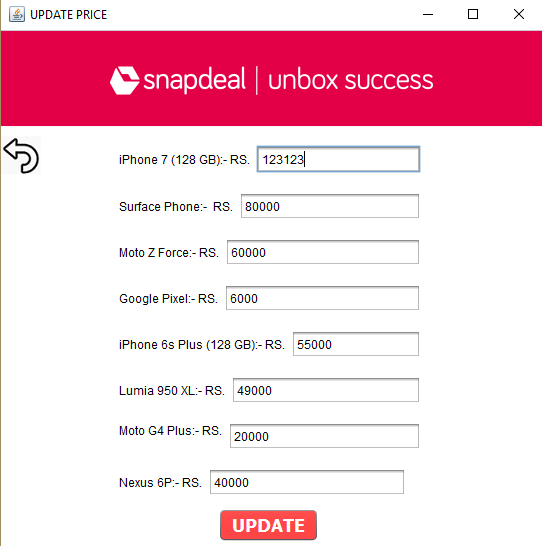 UPDATE PRICE
snapdeal | unbox success
iPhone 7 (128 GB):- RS. 123123
Surface Phone:- RS. 80000
Moto Z Force:- RS. 60000
Google Pixel:- RS. 6000
iPhone 6s Plus (128 GB):- RS. 55000
Lumia 950 XL:- RS. 49000
Moto G4 Plus:- RS. 20000
Nexus 6P:- RS. 40000
UPDATE